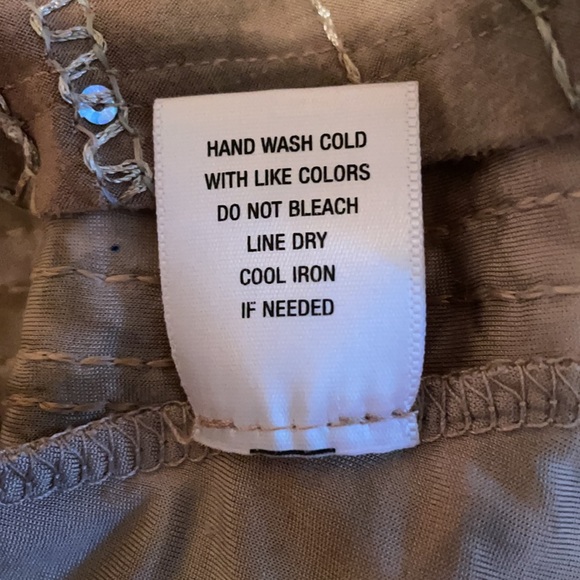 HAND WASH COLD
WITH LIKE COLORS
DO NOT BLEACH
LINE DRY
COOL IRON
IF NEEDED